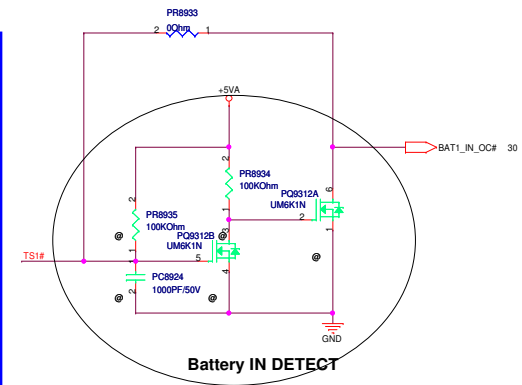 PR8933
2 0Ohm 1
+5VA
BAT1_IN_OC# 30
2
PR8934
100KOhm
1
PQ9312A
UM6K1N
6
2
1
2
PR8935
100KOhm
1
@
PQ9312B @
UM6K1N
3
5
4
@
TS1#
1
PC8924
1000PF/50V
2
@
@
GND
Battery IN DETECT